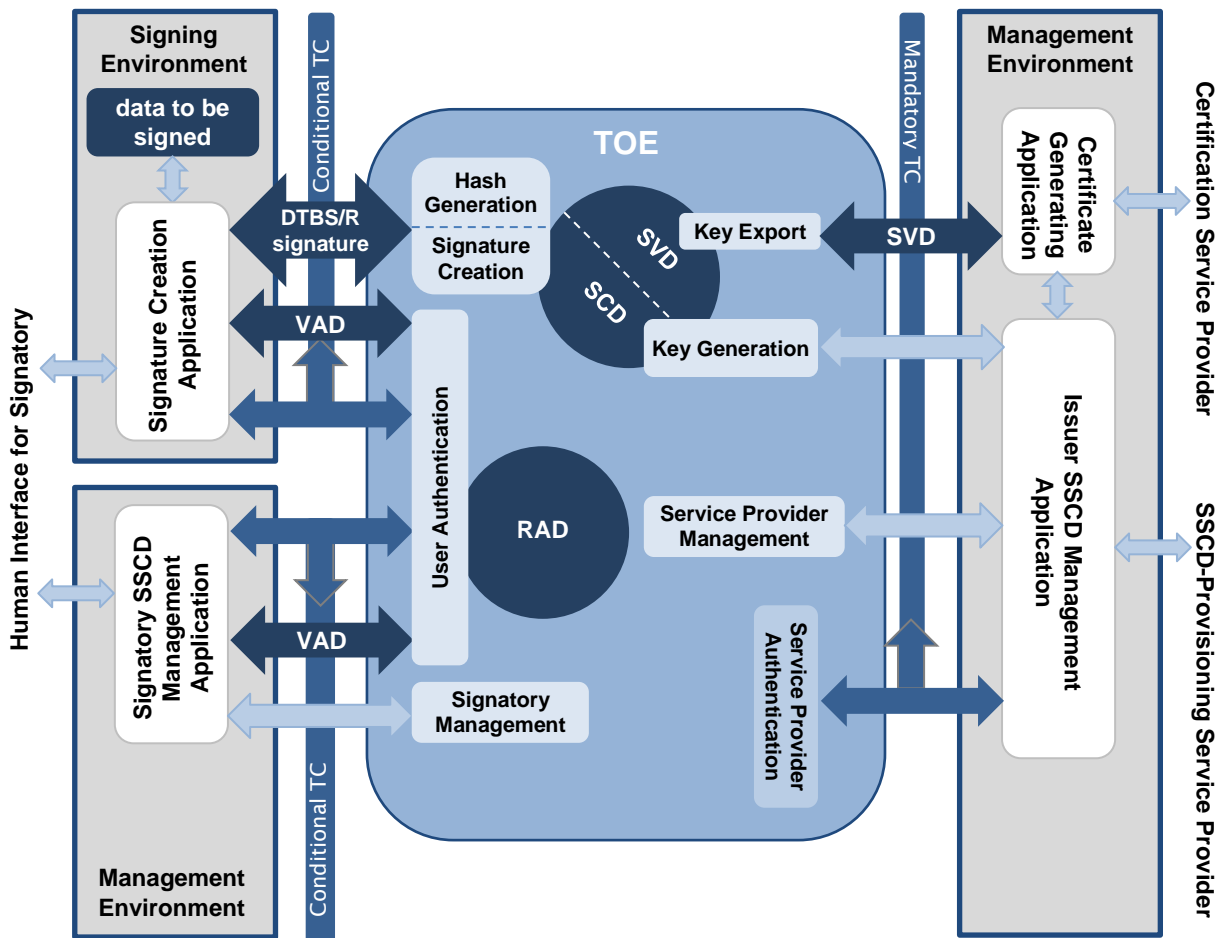 Human Interface for Signatory
Signing
Environment
data to be
signed
Signature Creation
Application
Conditional TC
DTBS/R
signature
VAD
Signatory SSCD
Management
Application
VAD
Management
Environment
Conditional TC
TOE
Hash
Generation
Signature
Creation
SVD
SCD
Key Export
Key Generation
User Authentication
RAD
Service Provider
Management
Service Provider
Authentication
Signatory
Management
Mandatory TC
SVD
Management
Environment
Certificate
Generating
Application
Issuer SSCD Management
Application
Certification Service Provider
SSCD-Provisioning Service Provider